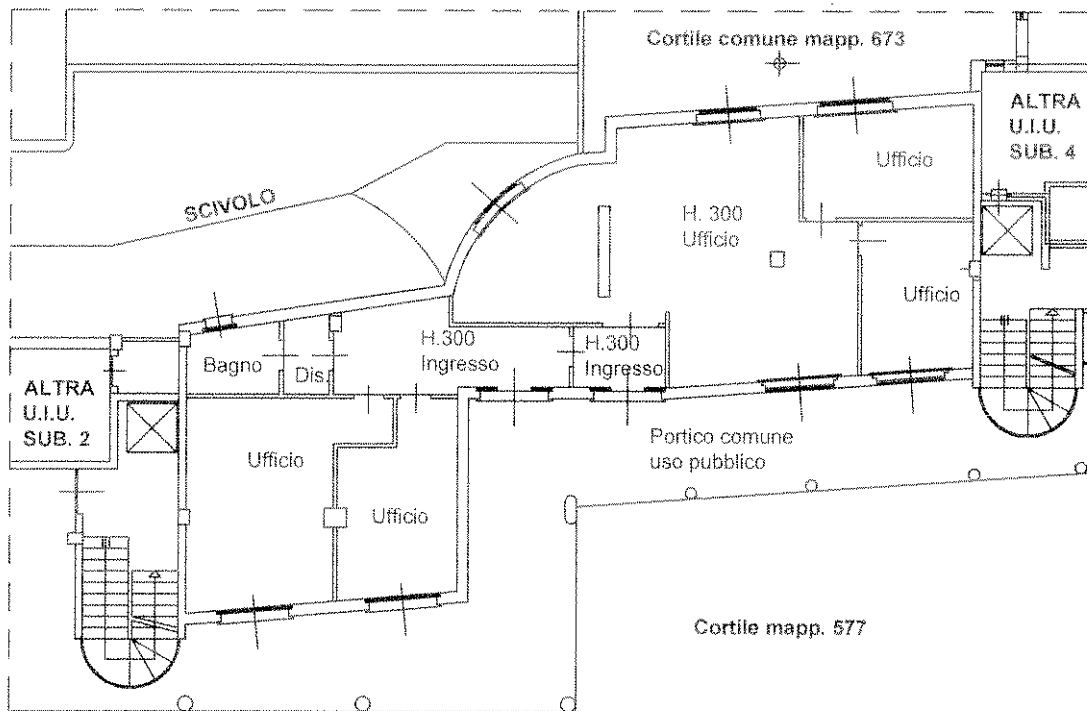 Cortile comune mapp. 673
ALTRA
U.I.U.
SUB. 4
Ufficio
SCIVOLO
H. 300
Ufficio
Ufficio
H.300
Ingresso
H.300
Ingresso
Bagno
Dis.
ALTRA
U.I.U.
SUB. 2
Ufficio
Ufficio
Portico comune
uso pubblico
Cortile mapp. 577